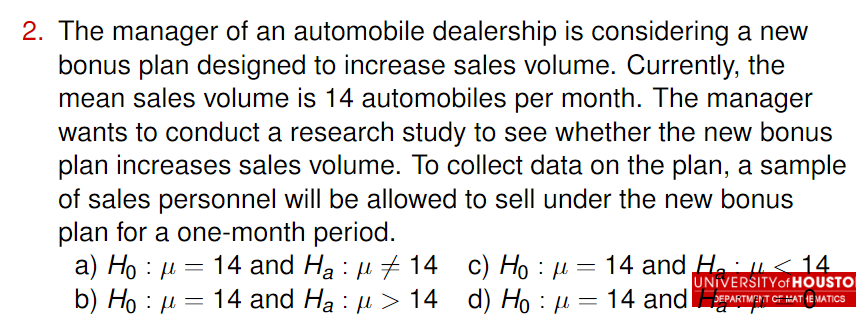 2. The manager of an automobile dealership is considering a new
bonus plan designed to increase sales volume. Currently, the
mean sales volume is 14 automobiles per month. The manager
wants to conduct a research study to see whether the new bonus
plan increases sales volume. To collect data on the plan, a sample
of sales personnel will be allowed to sell under the new bonus
plan for a one-month period.
a) H₀ : μ = 14 and Hₐ : μ ≠ 14 c) H₀ : μ = 14 and Hₐ : μ < 14
b) H₀ : μ = 14 and Hₐ : μ > 14 d) H₀ : μ = 14 and Hₐ : μ = 0
UNIVERSITY of HOUSTO
DEPARTMENT OF MATHEMATICS